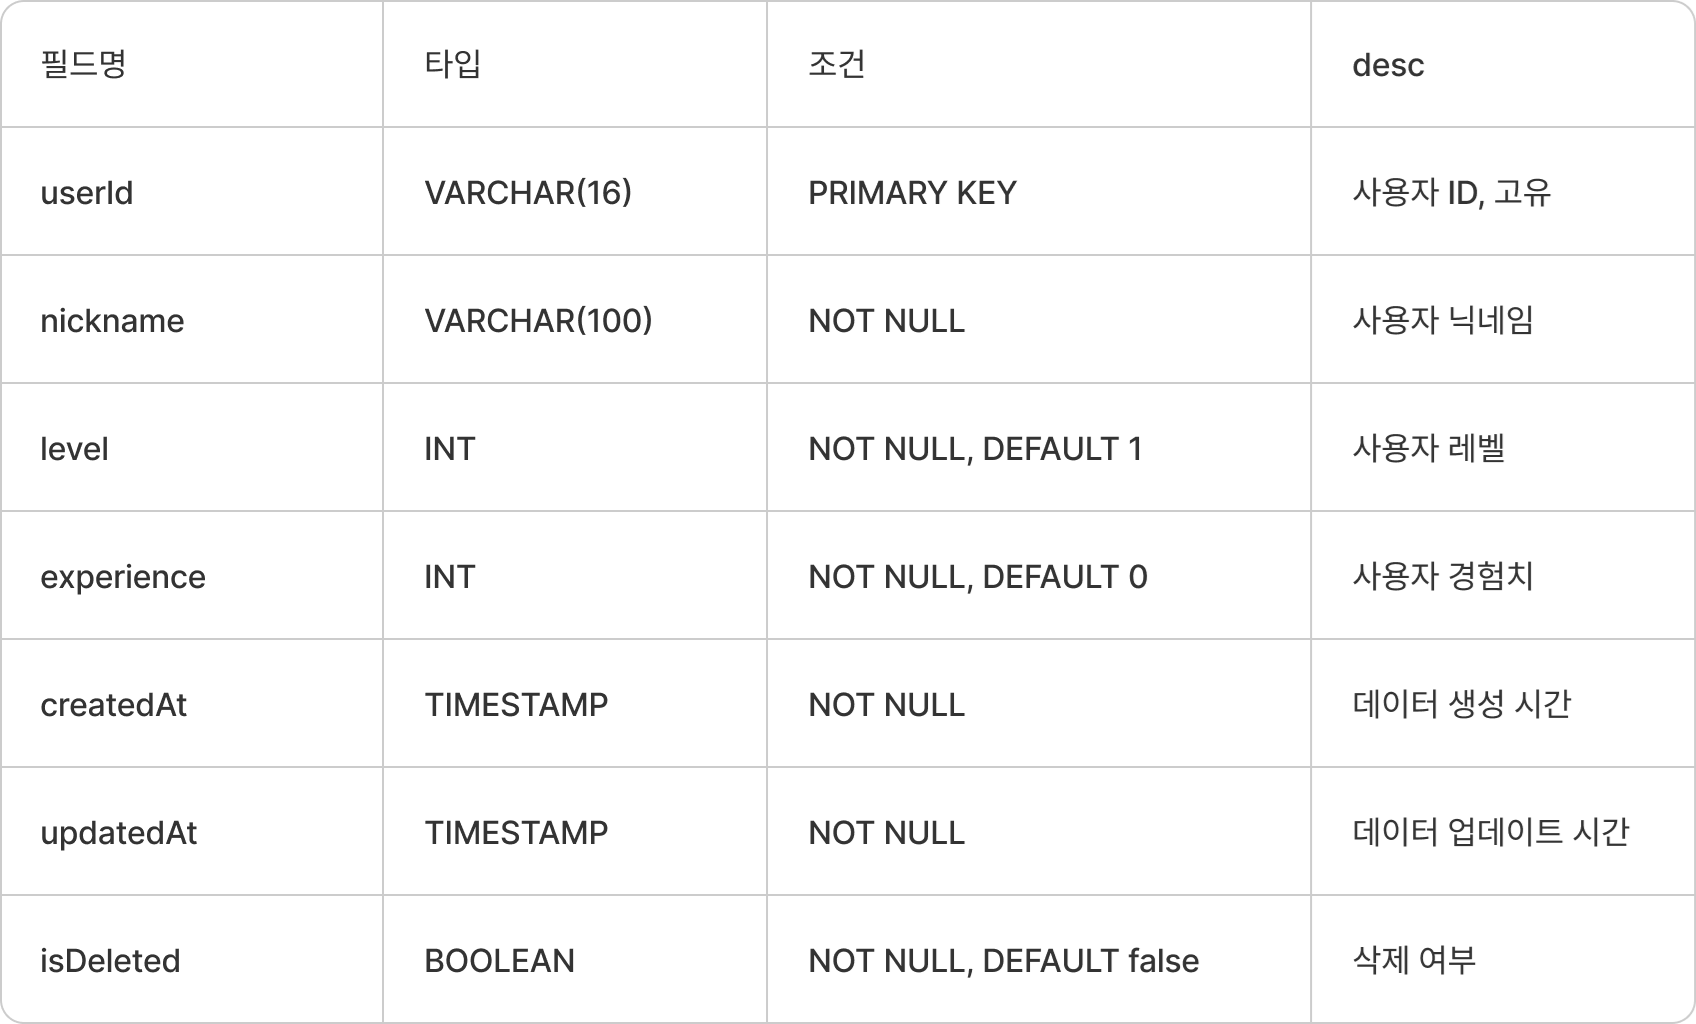 필드명 타입 조건 desc
userId VARCHAR(16) PRIMARY KEY 사용자 ID, 고유
nickname VARCHAR(100) NOT NULL 사용자 닉네임
level INT NOT NULL, DEFAULT 1 사용자 레벨
experience INT NOT NULL, DEFAULT 0 사용자 경험치
createdAt TIMESTAMP NOT NULL 데이터 생성 시간
updatedAt TIMESTAMP NOT NULL 데이터 업데이트 시간
isDeleted BOOLEAN NOT NULL, DEFAULT false 삭제 여부